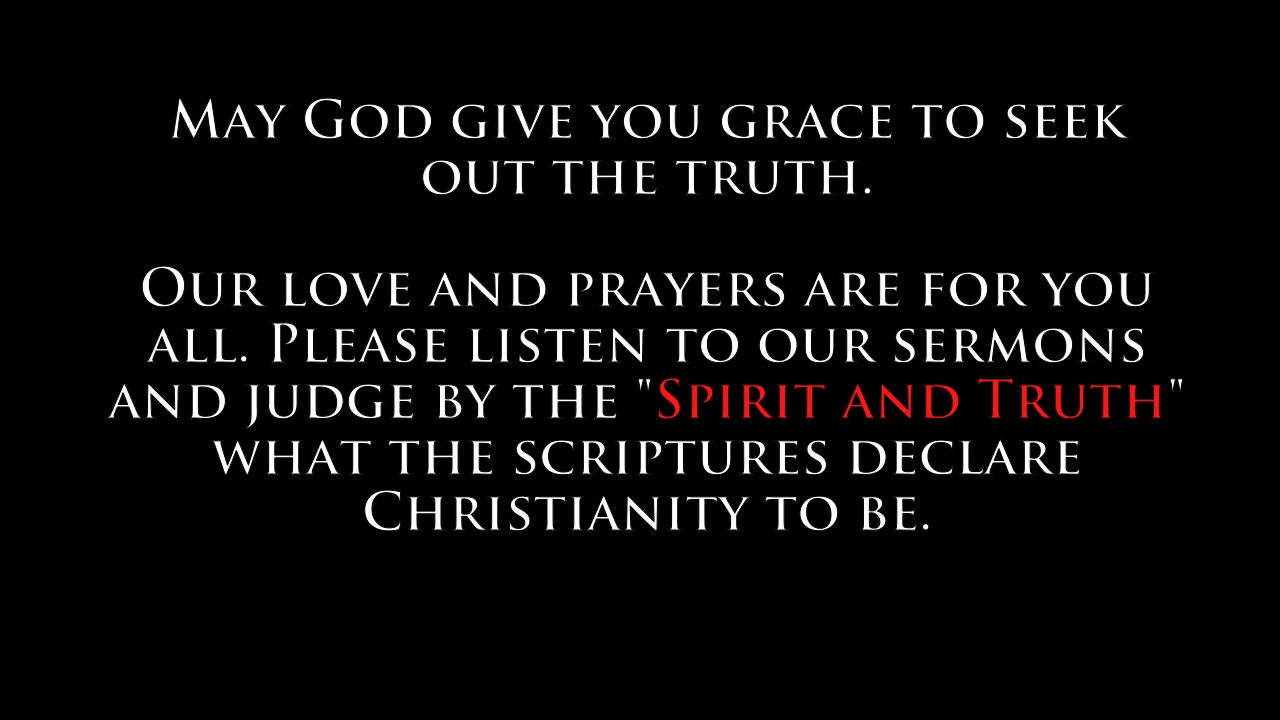 May God give you grace to seek
out the truth.
Our love and prayers are for you
all. Please listen to our sermons
and judge by the "Spirit and Truth"
what the scriptures declare
Christianity to be.